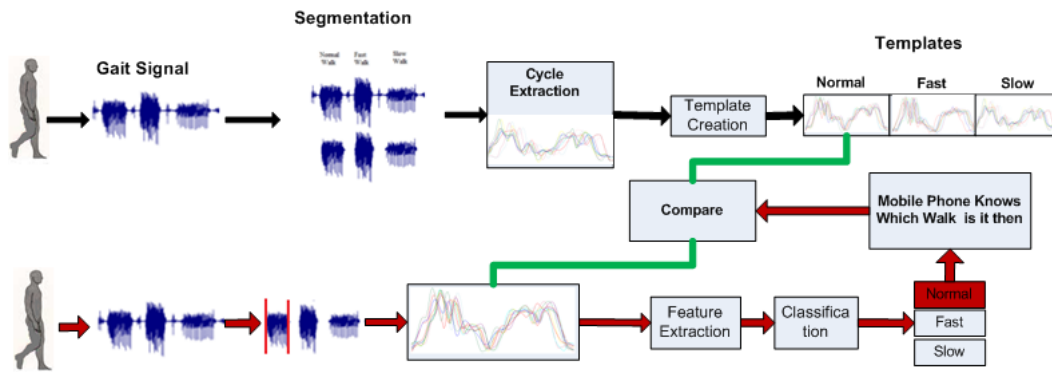 Segmentation
Templates
Gait Signal
Normal
Walk
Fast
Walk
Slow
Walk
Cycle
Extraction
Template
Creation
Normal
Fast
Slow
Compare
Mobile Phone Knows
Which Walk is it then
Feature
Extraction
Classifica
tion
Normal
Fast
Slow